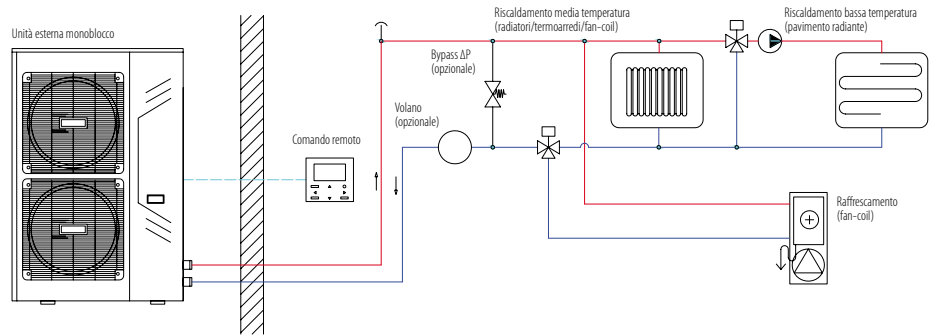 Unità esterna monoblocco
Comando remoto
Bypass ΔP
(opzionale)
Volano
(opzionale)
Riscaldamento media temperatura
(radiatori/termoarredi/fan-coil)
Riscaldamento bassa temperatura
(pavimento radiante)
Raffrescamento
(fan-coil)